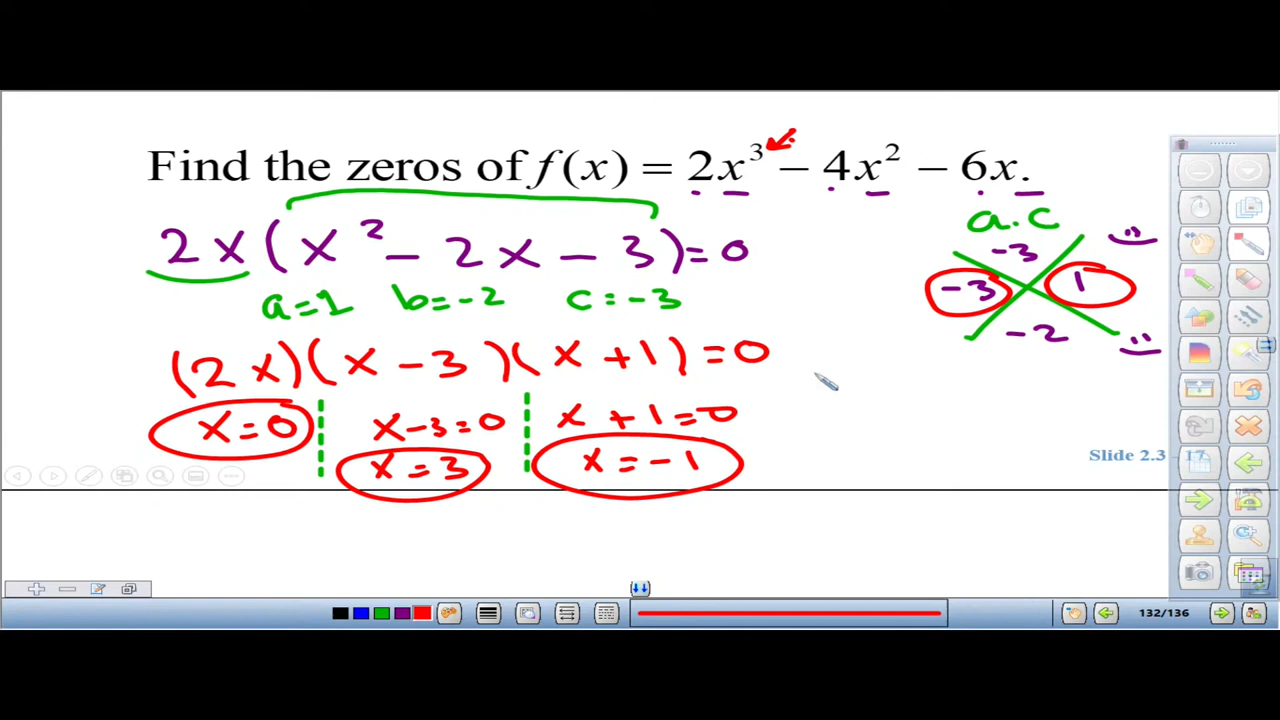 Find the zeros of f(x) = 2x³ − 4x² − 6x.
2x(x² − 2x − 3) = 0
a=1 b=-2 c=-3
(2x)(x − 3)(x + 1) = 0
x=0
x-3=0
x=3
x+1=0
x=-1
a.c
-3
-3 1
-2
Slide 2.3 - 17
132/136